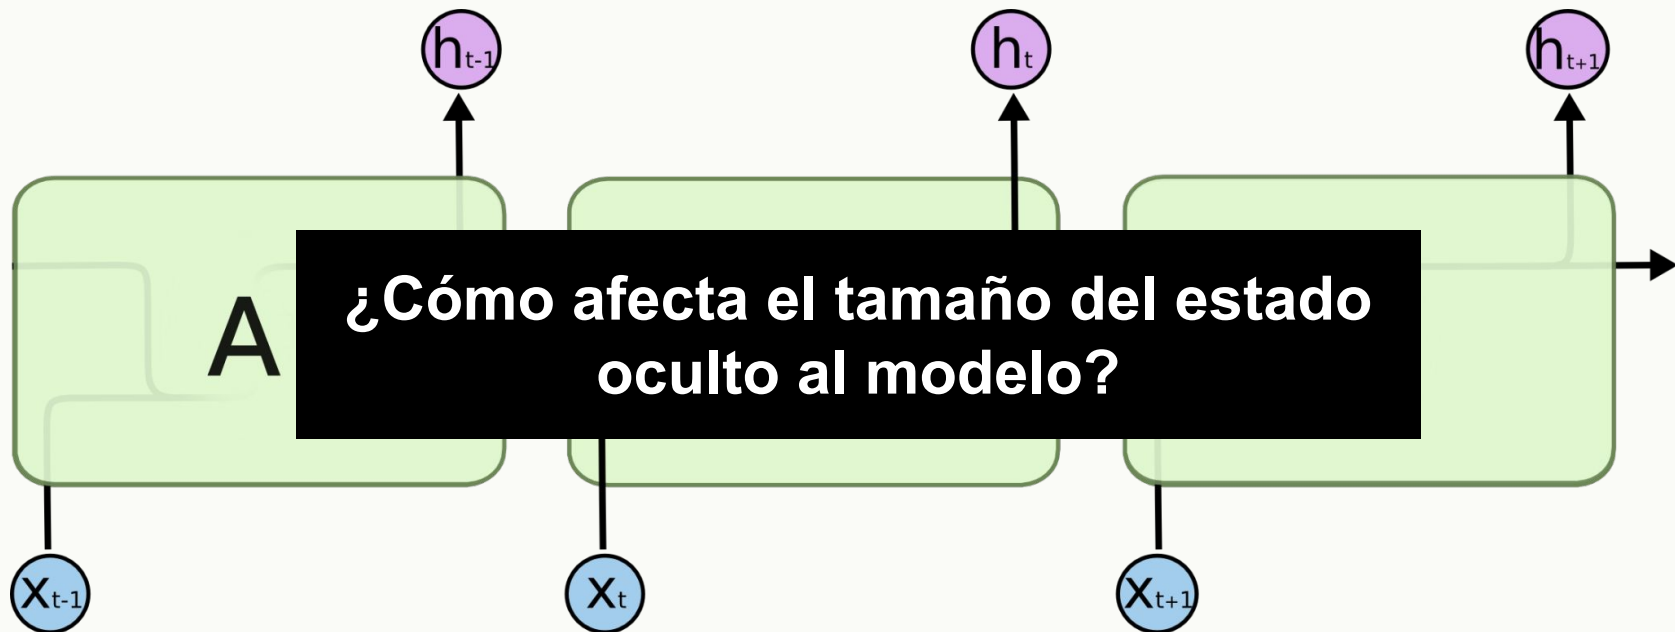 h t-1
h t
h t+1
A
¿Cómo afecta el tamaño del estado
oculto al modelo?
x t-1
x t
x t+1